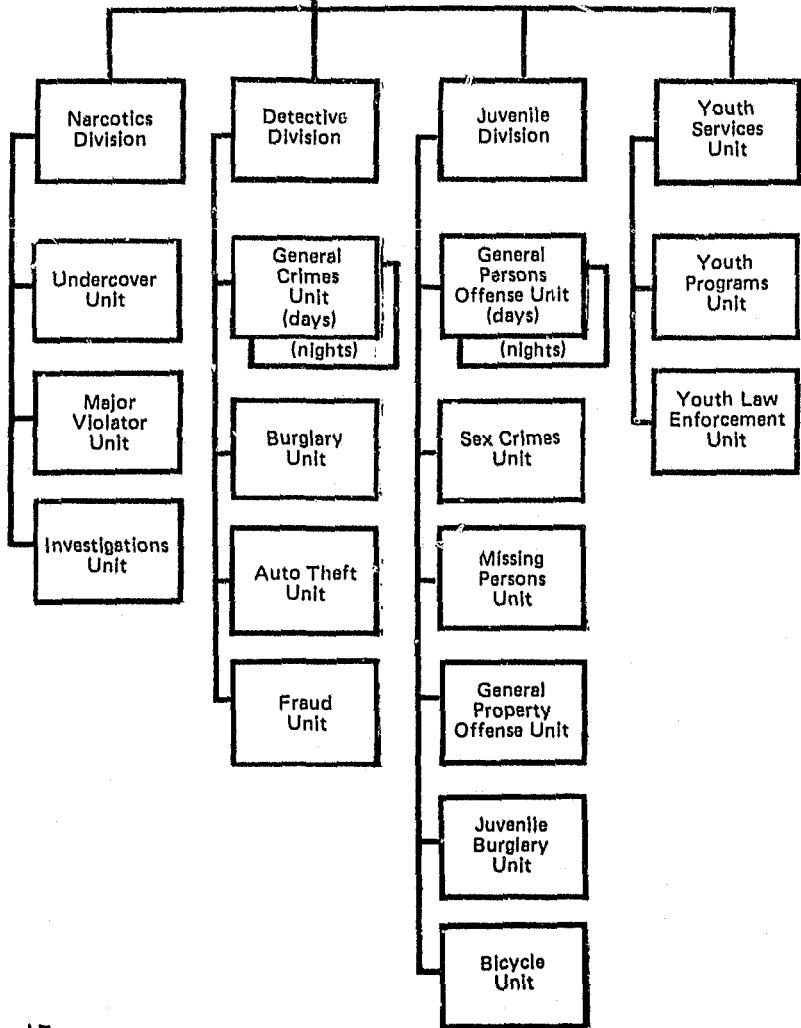 Narcotics
Division
Undercover
Unit
Major
Violator
Unit
Investigations
Unit
Detective
Division
General
Crimes
Unit
(days)
(nights)
Burglary
Unit
Auto Theft
Unit
Fraud
Unit
Juvenile
Division
General
Persons
Offense Unit
(days)
(nights)
Sex Crimes
Unit
Missing
Persons
Unit
General
Property
Offense Unit
Juvenile
Burglary
Unit
Bicycle
Unit
Youth
Services
Unit
Youth
Programs
Unit
Youth Law
Enforcement
Unit